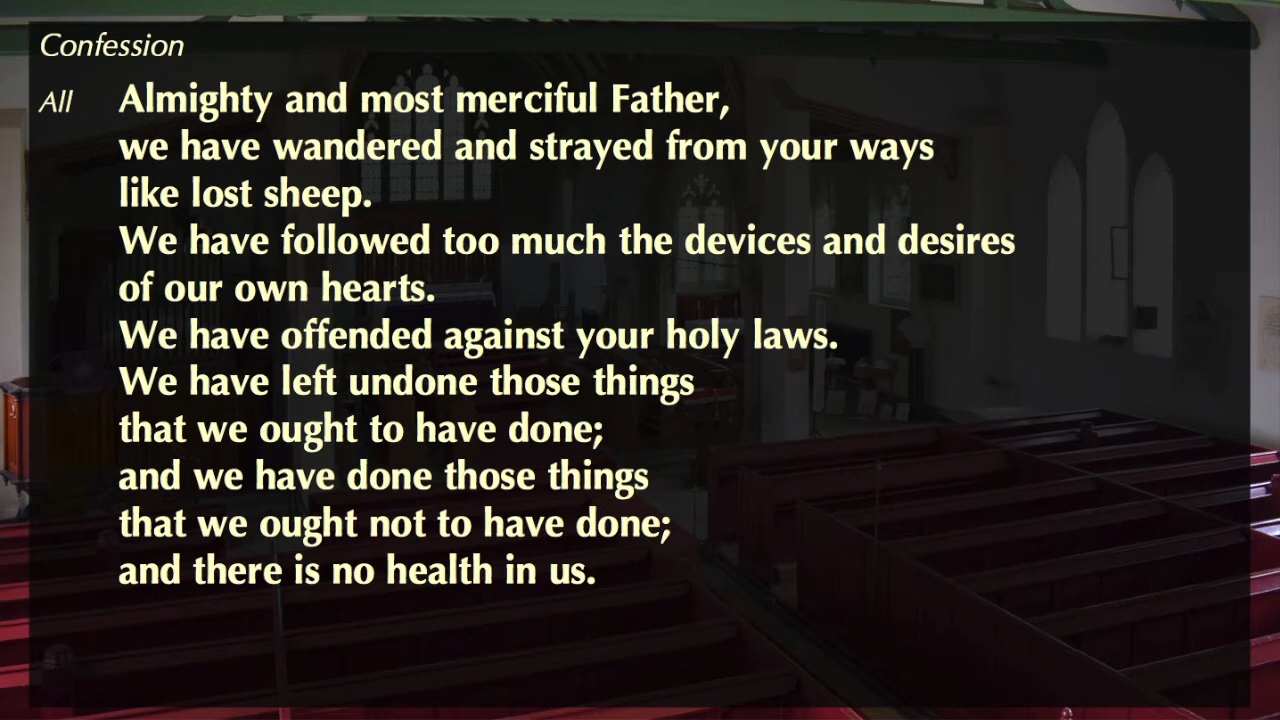 Confession
All Almighty and most merciful Father,
we have wandered and strayed from your ways
like lost sheep.
We have followed too much the devices and desires
of our own hearts.
We have offended against your holy laws.
We have left undone those things
that we ought to have done;
and we have done those things
that we ought not to have done;
and there is no health in us.